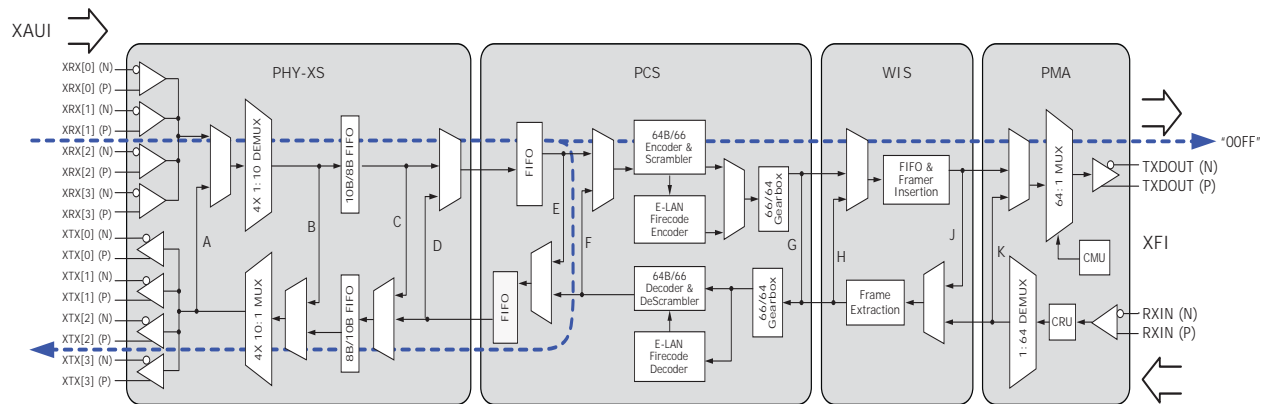 XAUI
PHY-XS
PCS
WIS
PMA
XRX[0] (N)
XRX[0] (P)
XRX[1] (N)
XRX[1] (P)
XRX[2] (N)
XRX[2] (P)
XRX[3] (N)
XRX[3] (P)
XTX[0] (N)
XTX[0] (P)
XTX[1] (N)
XTX[1] (P)
XTX[2] (N)
XTX[2] (P)
XTX[3] (N)
XTX[3] (P)
A
4X 1:10 DEMUX
4X 10:1 MUX
B
10B/8B FIFO
8B/10B FIFO
C
D
FIFO
FIFO
E
F
64B/66
Encoder &
Scrambler
E-LAN
Firecode
Encoder
64B/66
Decoder &
DeScrambler
E-LAN
Firecode
Decoder
66/64
Gearbox
66/64
Gearbox
G
H
FIFO &
Framer
Insertion
Frame
Extraction
J
K
64:1 MUX
1:64 DEMUX
CMU
CRU
"00FF"
TXDOUT (N)
TXDOUT (P)
XFI
RXIN (N)
RXIN (P)